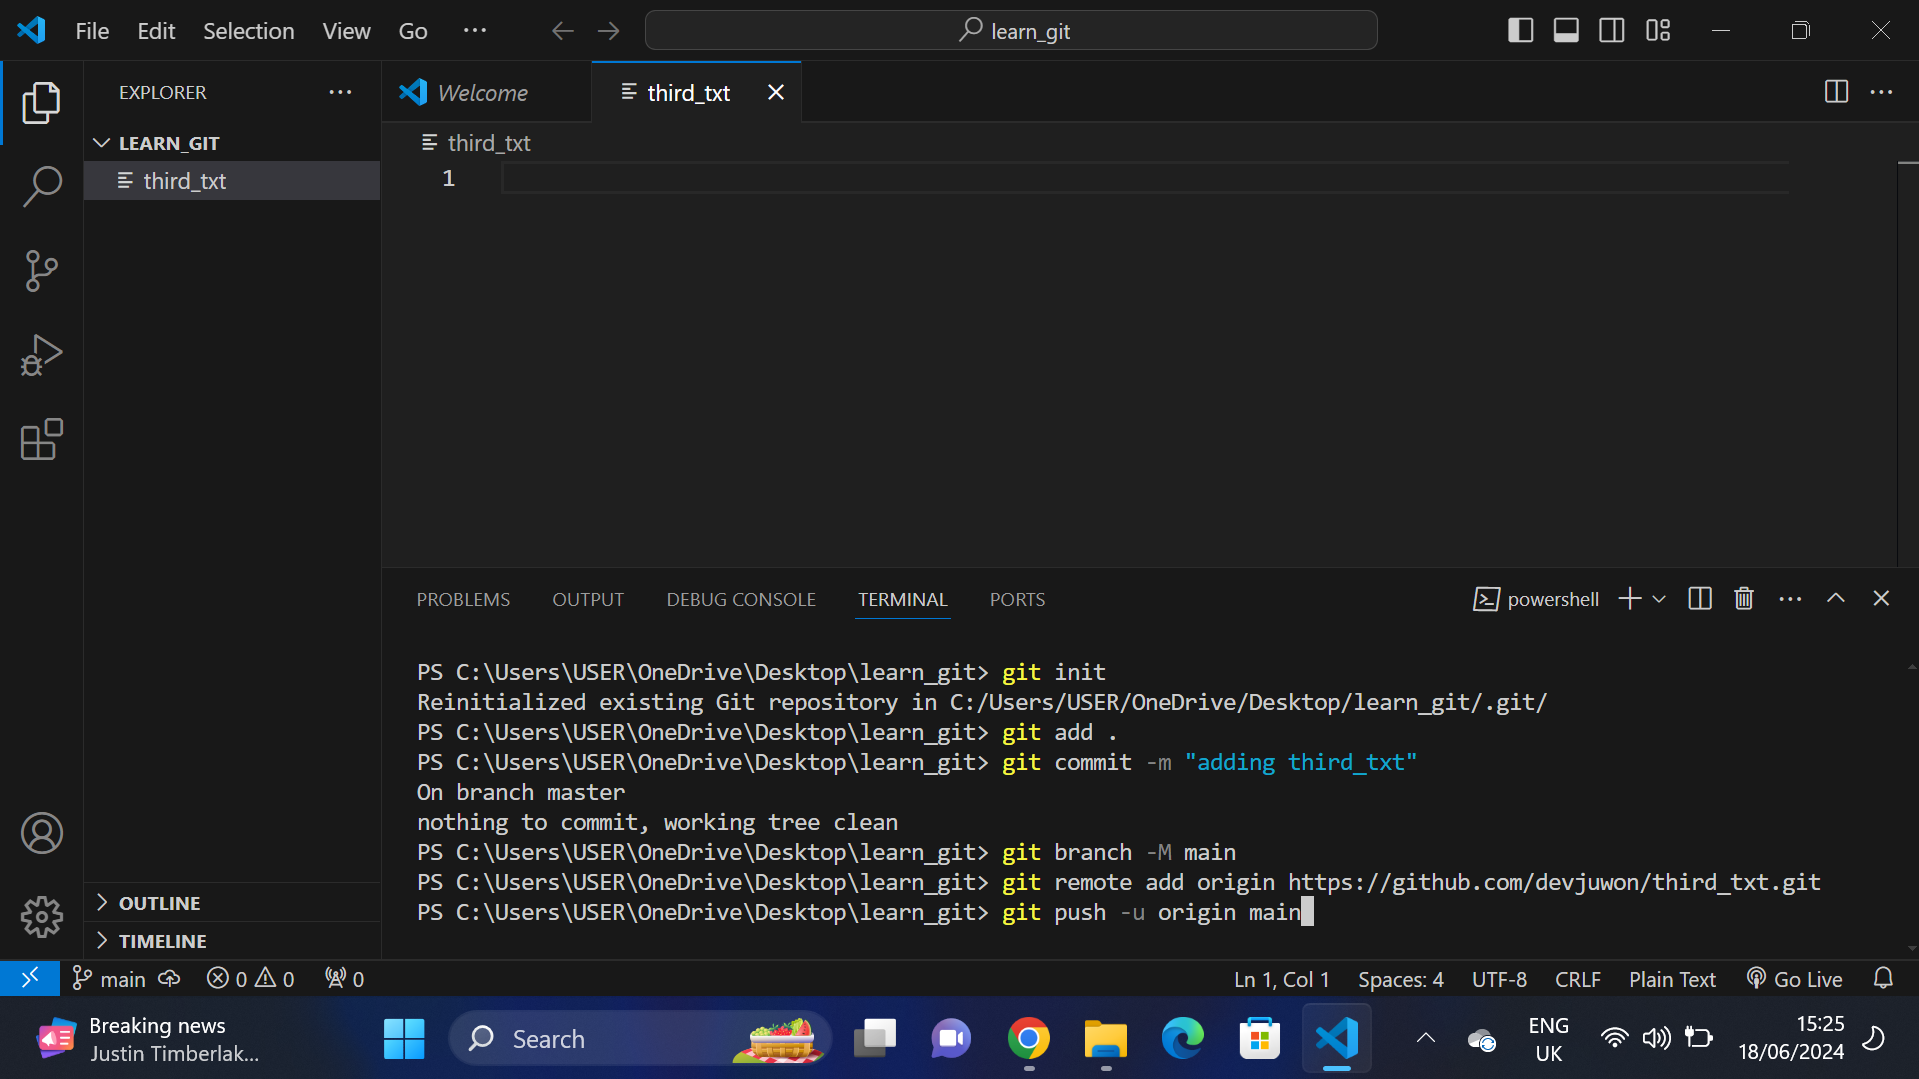 File Edit Selection View Go ··· learn_git
EXPLORER ···
Welcome
third_txt
LEARN_GIT
third_txt
third_txt
1
PROBLEMS OUTPUT DEBUG CONSOLE TERMINAL PORTS
powershell
PS C:\Users\USER\OneDrive\Desktop\learn_git> git init
Reinitialized existing Git repository in C:/Users/USER/OneDrive/Desktop/learn_git/.git/
PS C:\Users\USER\OneDrive\Desktop\learn_git> git add .
PS C:\Users\USER\OneDrive\Desktop\learn_git> git commit -m "adding third_txt"
On branch master
nothing to commit, working tree clean
PS C:\Users\USER\OneDrive\Desktop\learn_git> git branch -M main
PS C:\Users\USER\OneDrive\Desktop\learn_git> git remote add origin https://github.com/devjuwon/third_txt.git
PS C:\Users\USER\OneDrive\Desktop\learn_git> git push -u origin main
OUTLINE
TIMELINE
main 0 0 0 Ln 1, Col 1 Spaces: 4 UTF-8 CRLF Plain Text Go Live
Breaking news
Justin Timberlak...
Search
ENG
UK
15:25
18/06/2024